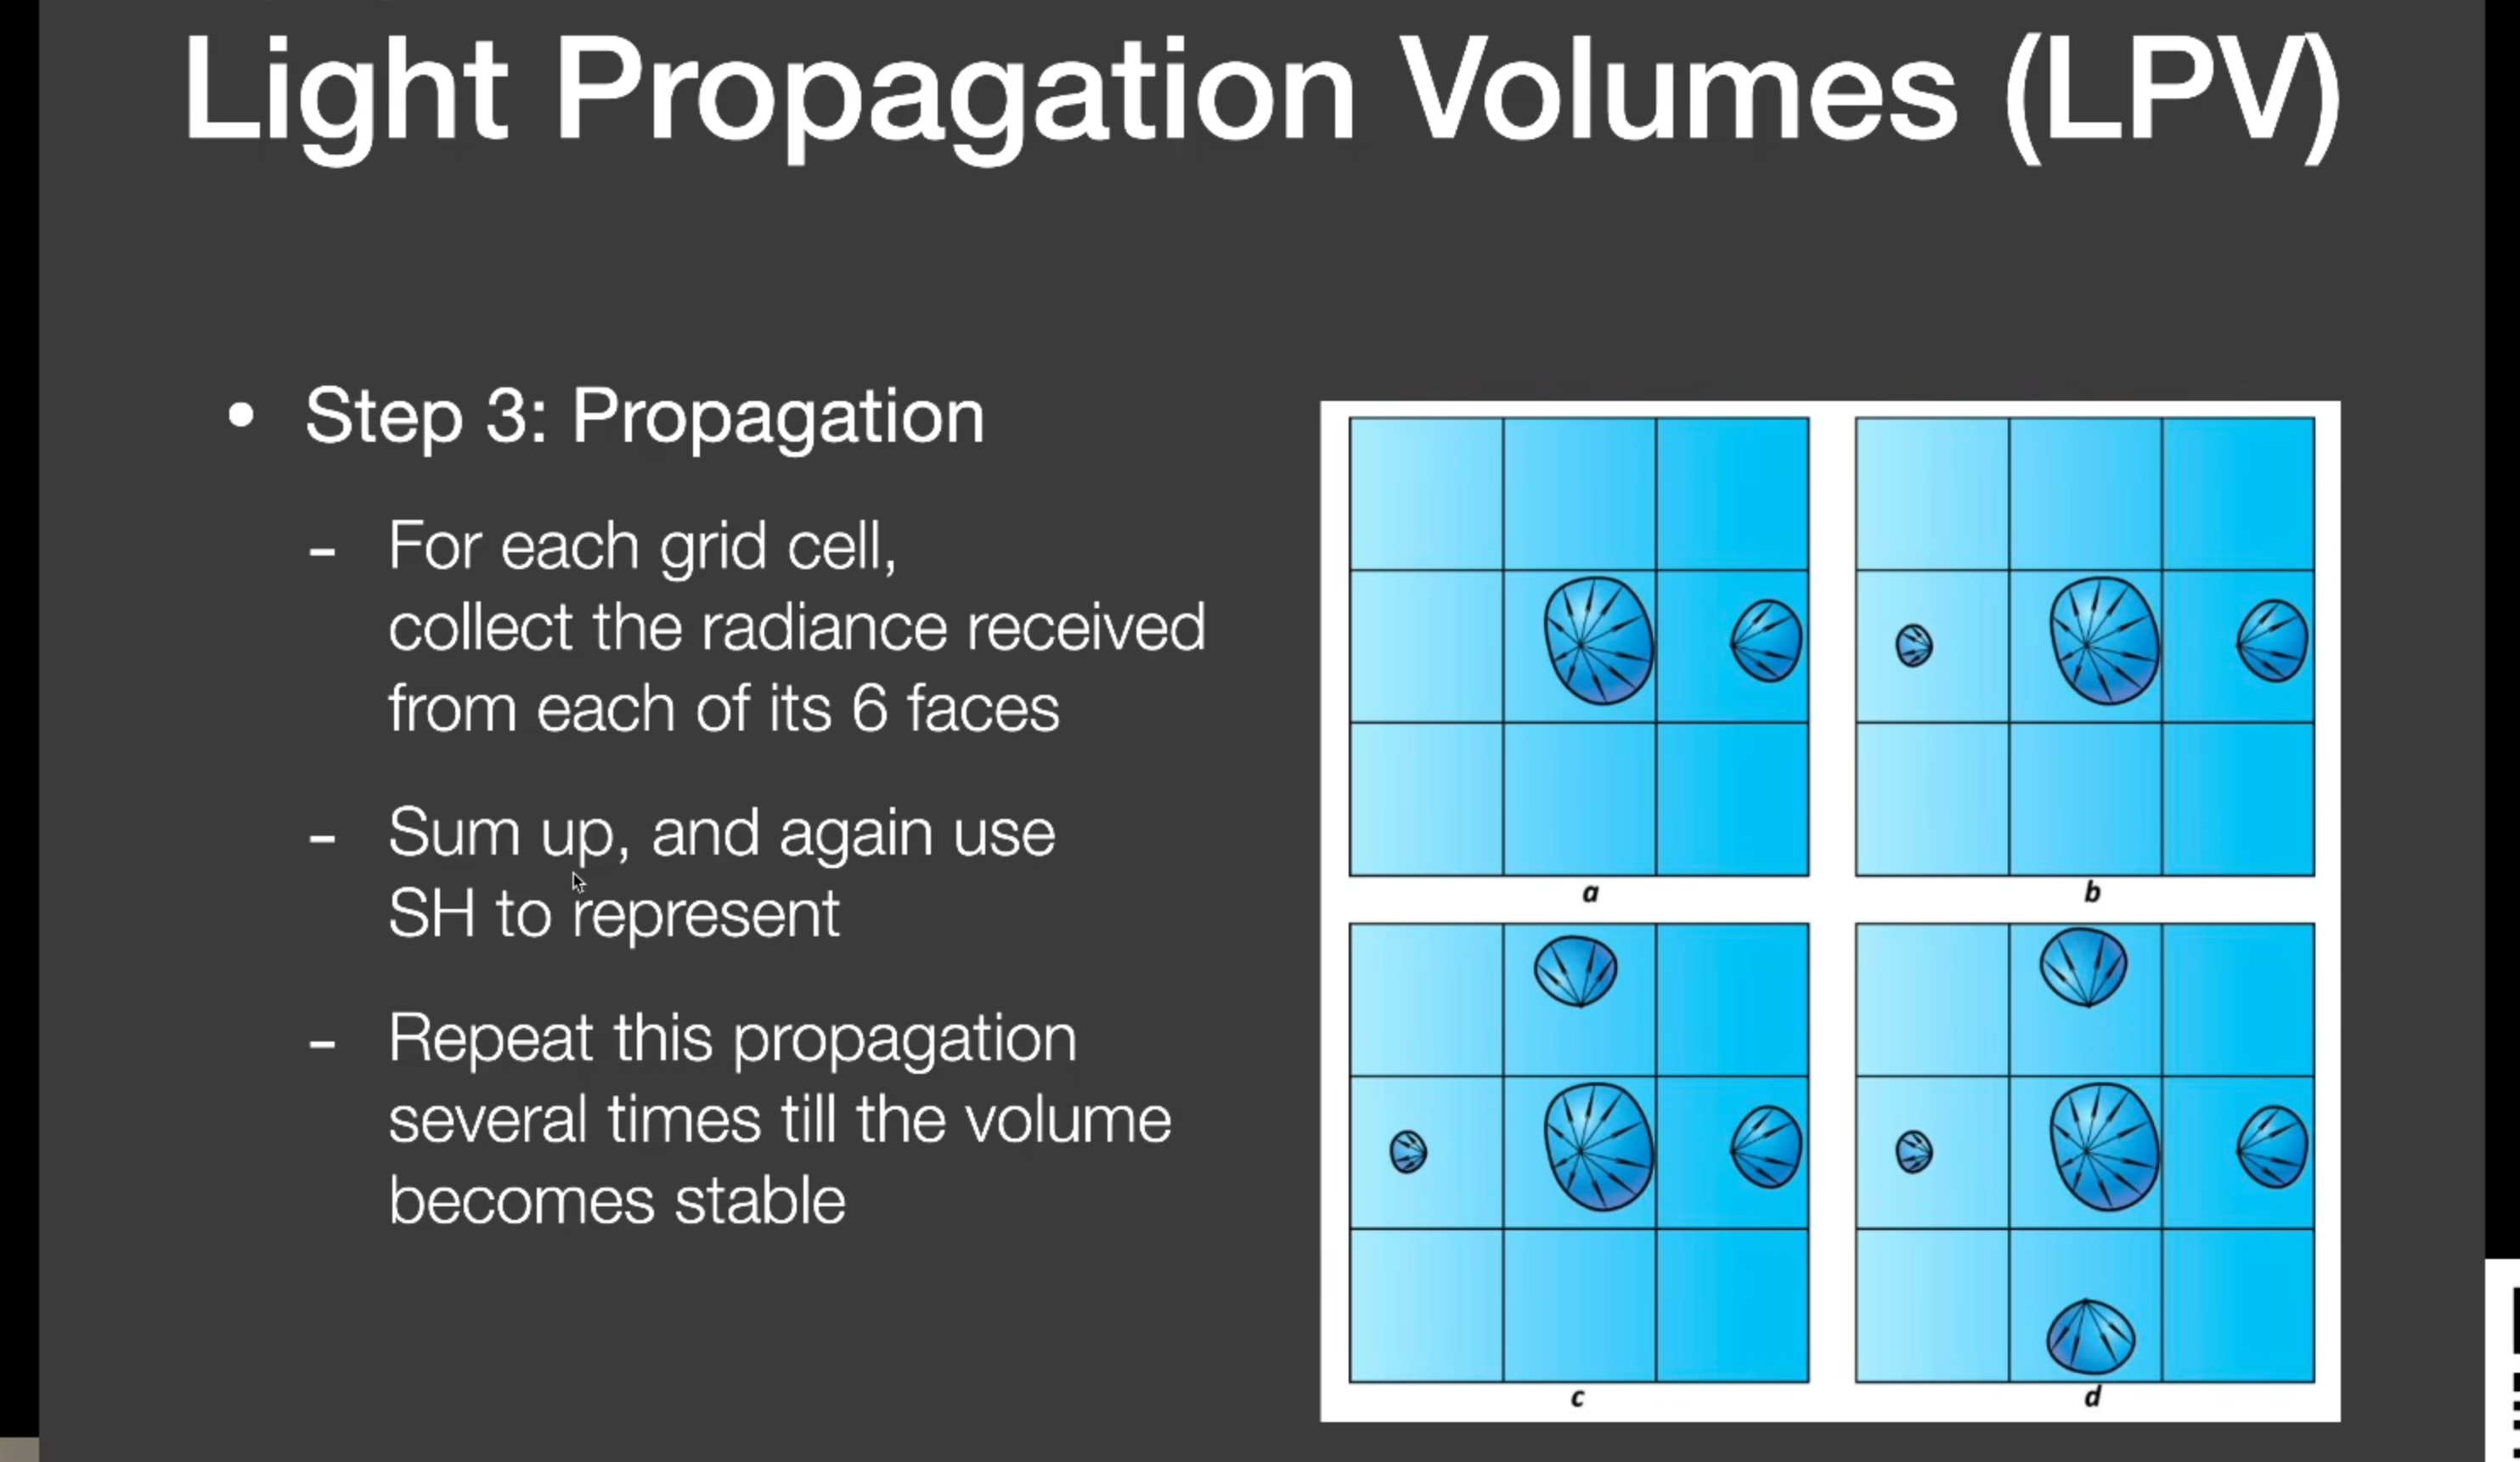 Light Propagation Volumes (LPV)
• Step 3: Propagation
- For each grid cell,
collect the radiance received
from each of its 6 faces
- Sum up, and again use
SH to represent
- Repeat this propagation
several times till the volume
becomes stable
a
b
c
d